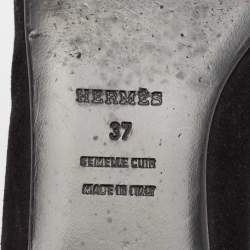 HERMÈS
37
SEMELLE CUIR
MADE IN ITALY